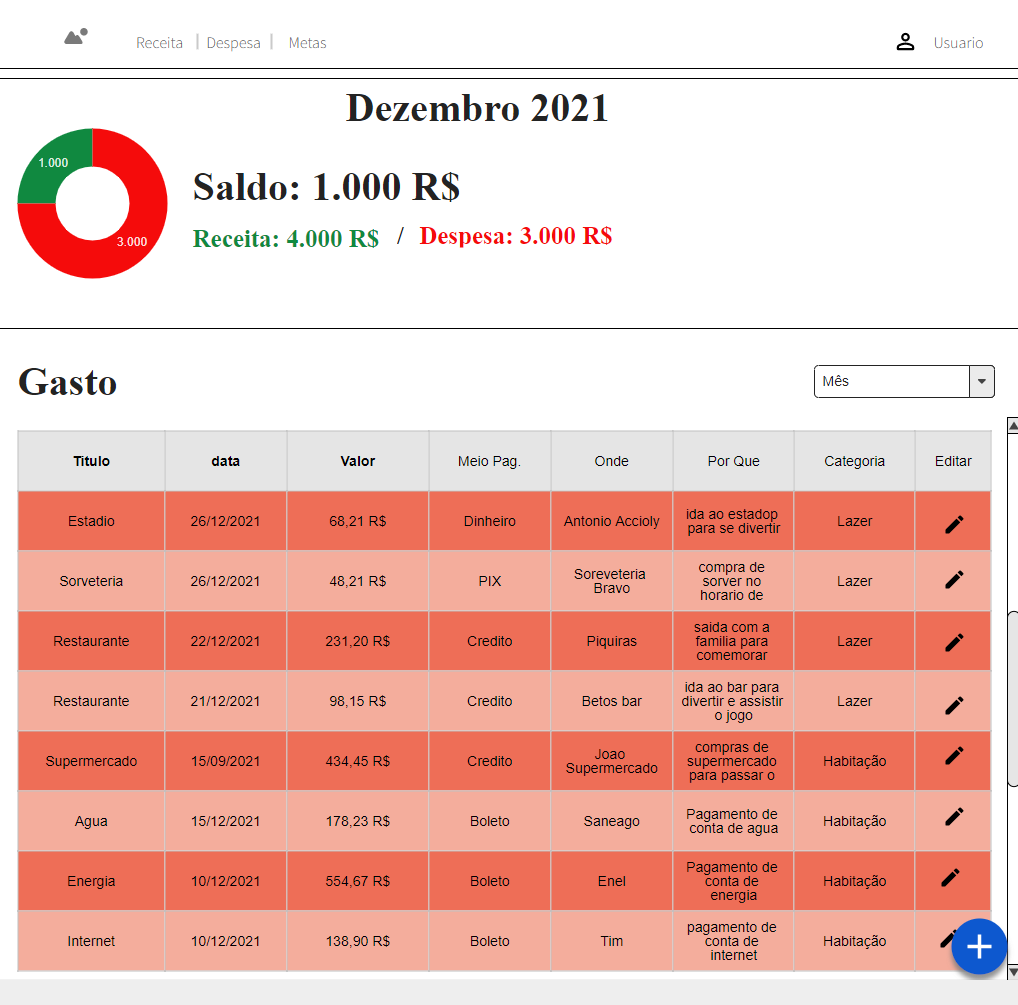 Receita | Despesa | Metas
Usuario
Dezembro 2021
1.000
3.000
Saldo: 1.000 R$
Receita: 4.000 R$ / Despesa: 3.000 R$
Gasto
Mês
Titulo data Valor Meio Pag. Onde Por Que Categoria Editar
Estadio 26/12/2021 68,21 R$ Dinheiro Antonio Accioly ida ao estadop
para se divertir
Lazer
Sorveteria 26/12/2021 48,21 R$ PIX Soreveteria
Bravo
compra de
sorver no
horario de
Lazer
Restaurante 22/12/2021 231,20 R$ Credito Piquiras saida com a
familia para
comemorar
Lazer
Restaurante 21/12/2021 98,15 R$ Credito Betos bar ida ao bar para
divertir e assistir
o jogo
Lazer
Supermercado 15/09/2021 434,45 R$ Credito Joao
Supermercado
compras de
supermercado
para passar o
Habitação
Agua 15/12/2021 178,23 R$ Boleto Saneago Pagamento de
conta de agua
Habitação
Energia 10/12/2021 554,67 R$ Boleto Enel Pagamento de
conta de
energia
Habitação
Internet 10/12/2021 138,90 R$ Boleto Tim pagamento de
conta de
internet
Habitação